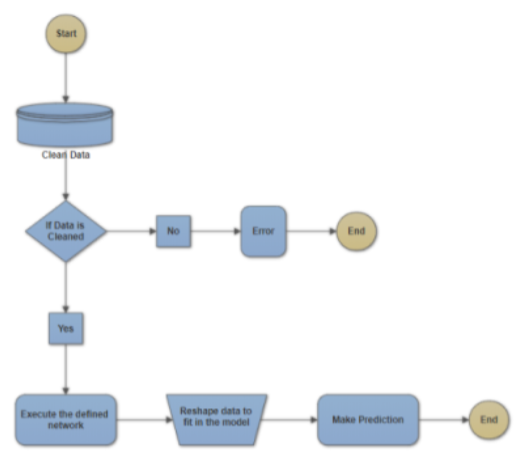 Start
Clean Data
If Data is
Cleaned
No
Error
End
Yes
Execute the defined
network
Reshape data to
fit in the model
Make Prediction
End